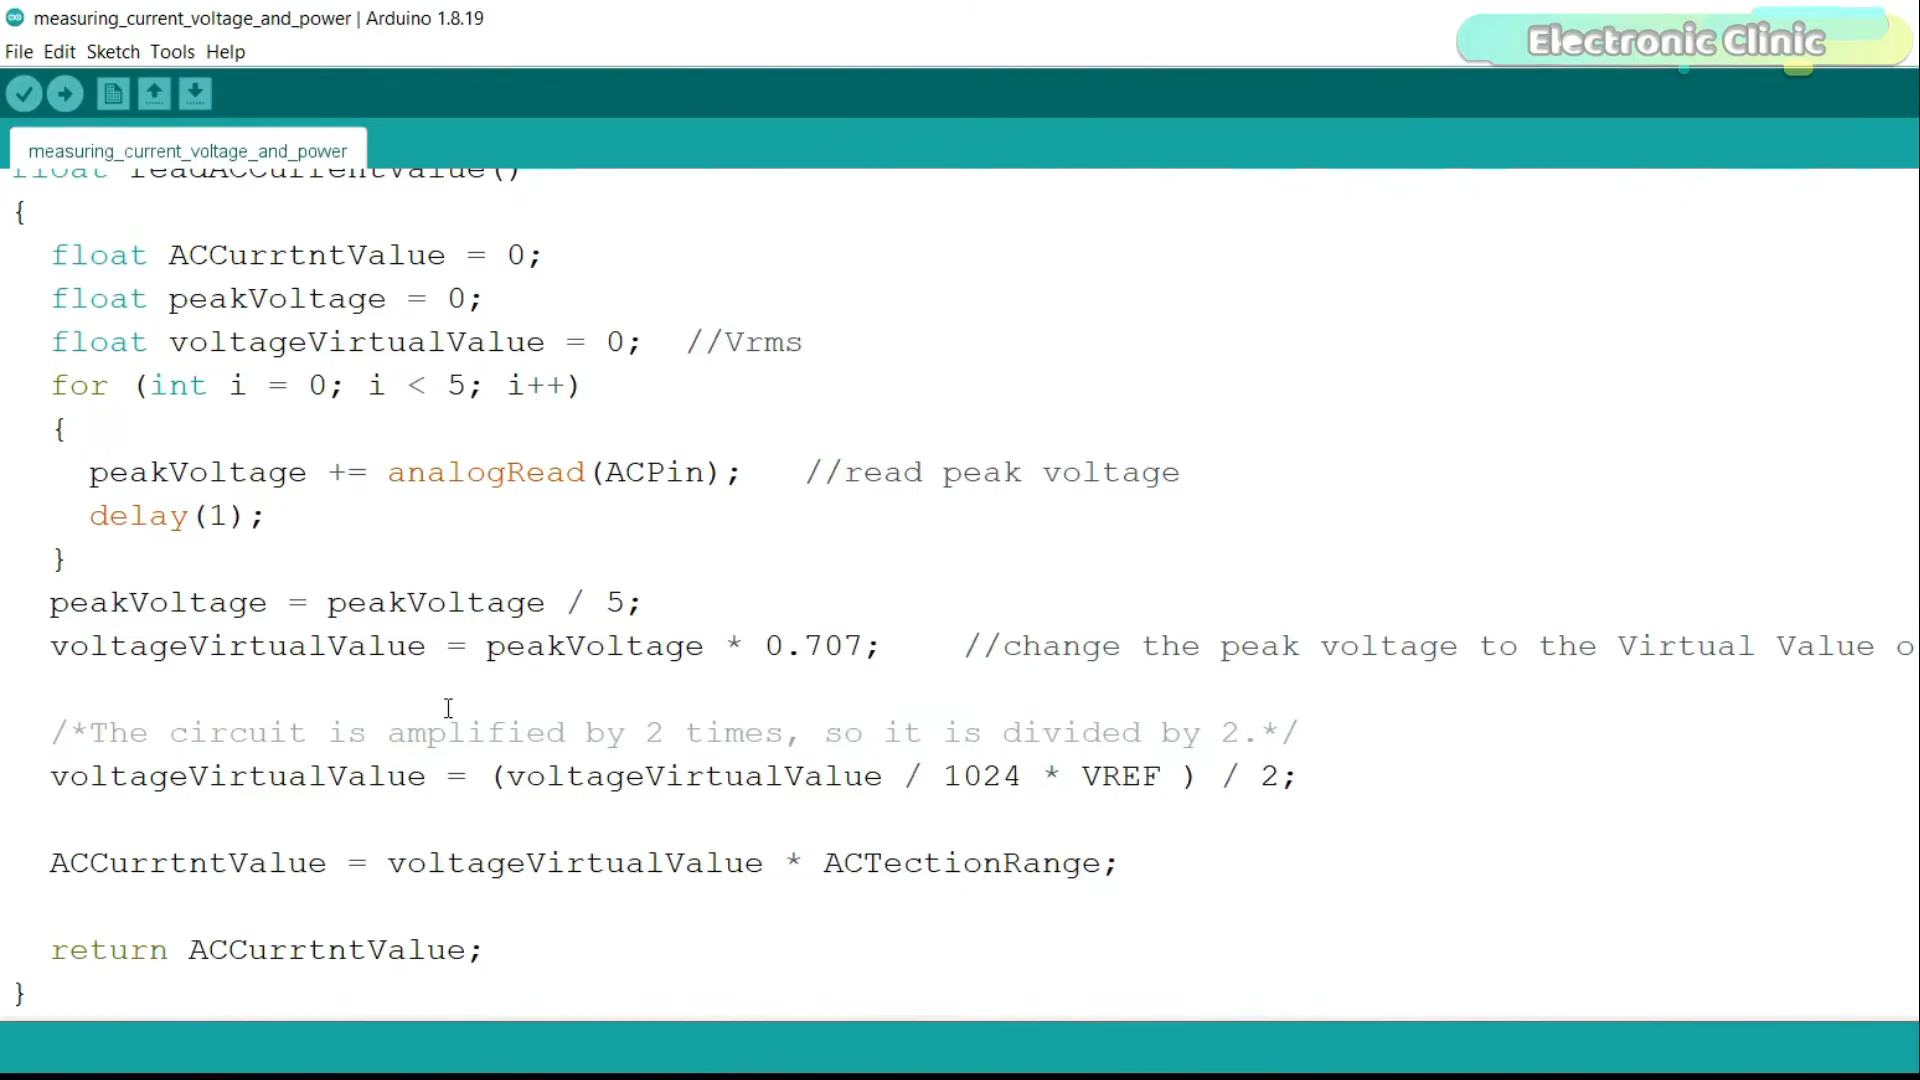 measuring_current_voltage_and_power | Arduino 1.8.19
File Edit Sketch Tools Help
Electronic Clinic
measuring_current_voltage_and_power
float readACCurrentValue()
{
float ACCurrtntValue = 0;
float peakVoltage = 0;
float voltageVirtualValue = 0; //Vrms
for (int i = 0; i < 5; i++)
{
peakVoltage += analogRead(ACPin); //read peak voltage
delay(1);
}
peakVoltage = peakVoltage / 5;
voltageVirtualValue = peakVoltage * 0.707; //change the peak voltage to the Virtual Value o
/*The circuit is amplified by 2 times, so it is divided by 2.*/
voltageVirtualValue = (voltageVirtualValue / 1024 * VREF ) / 2;
ACCurrtntValue = voltageVirtualValue * ACTectionRange;
return ACCurrtntValue;
}